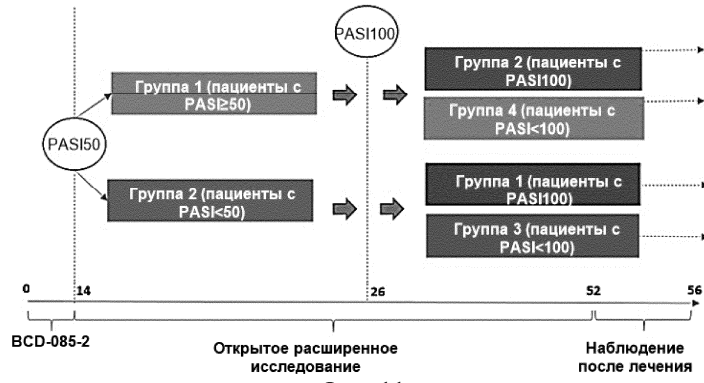 PASI100
Группа 2 (пациенты с
PASI100)
Группа 1 (пациенты с
PASI≥50)
Группа 4 (пациенты с
PASI<100)
PASI50
Группа 1 (пациенты с
PASI100)
Группа 2 (пациенты с
PASI<50)
Группа 3 (пациенты с
PASI<100)
0 14 26 52 56
BCD-085-2
Открытое расширенное
исследование
Наблюдение
после лечения